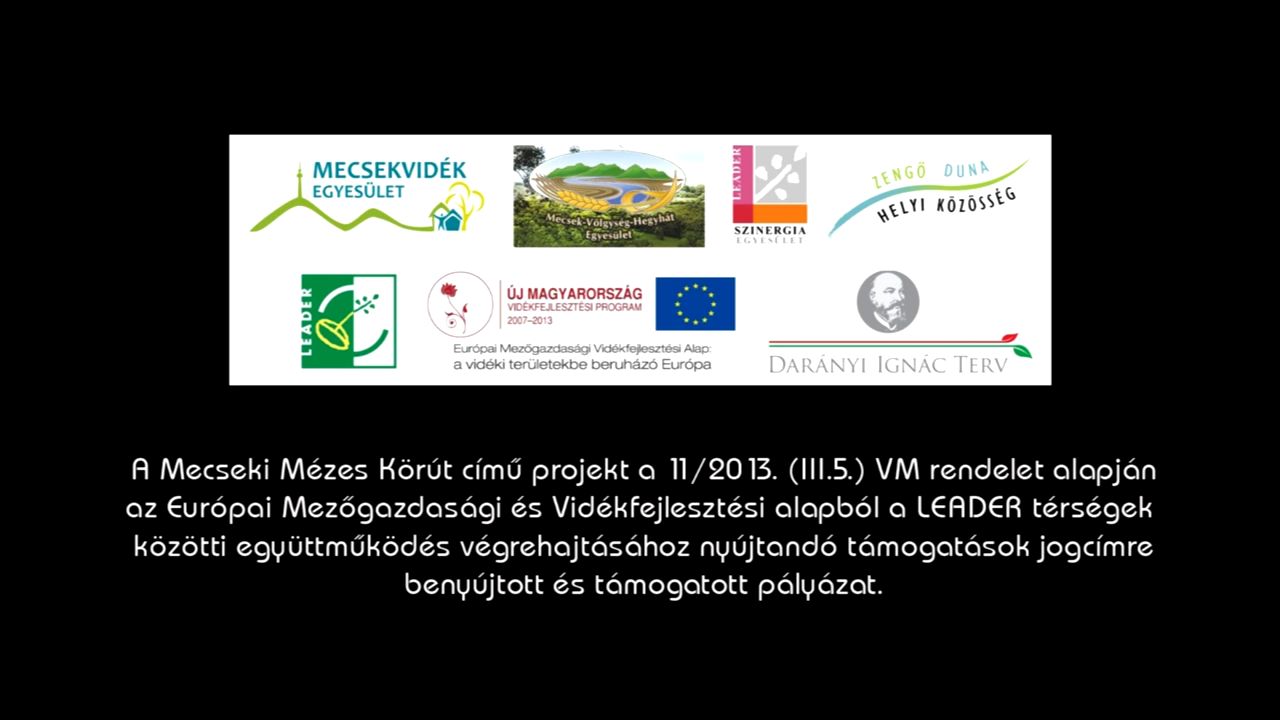 MECSEKVIDÉK
EGYESÜLET
Mecsek-Völgység-Hegyhát
Egyesület
LEADER
SZINERGIA
EGYESÜLET
ZENGŐ DUNA
HELYI KÖZÖSSÉG
LEADER
ÚJ MAGYARORSZÁG
VIDÉKFEJLESZTÉSI PROGRAM
2007–2013
Európai Mezőgazdasági Vidékfejlesztési Alap:
a vidéki területekbe beruházó Európa
DARÁNYI IGNÁC TERV
A Mecseki Mézes Körút című projekt a 11/2013. (III.5.) VM rendelet alapján
az Európai Mezőgazdasági és Vidékfejlesztési alapból a LEADER térségek
közötti együttműködés végrehajtásához nyújtandó támogatások jogcímre
benyújtott és támogatott pályázat.